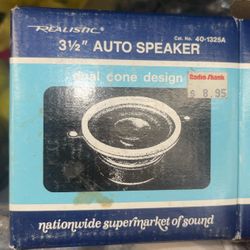 REALISTIC®
Cat. No. 40-1325A
3½" AUTO SPEAKER
dual cone design
Radio Shack
$ 8.95
nationwide supermarket of sound